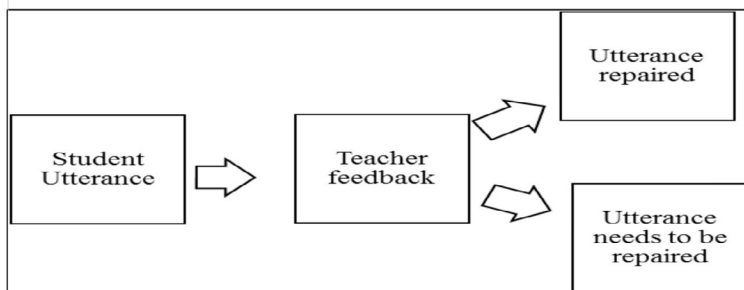 Student
Utterance
Teacher
feedback
Utterance
repaired
Utterance
needs to be
repaired